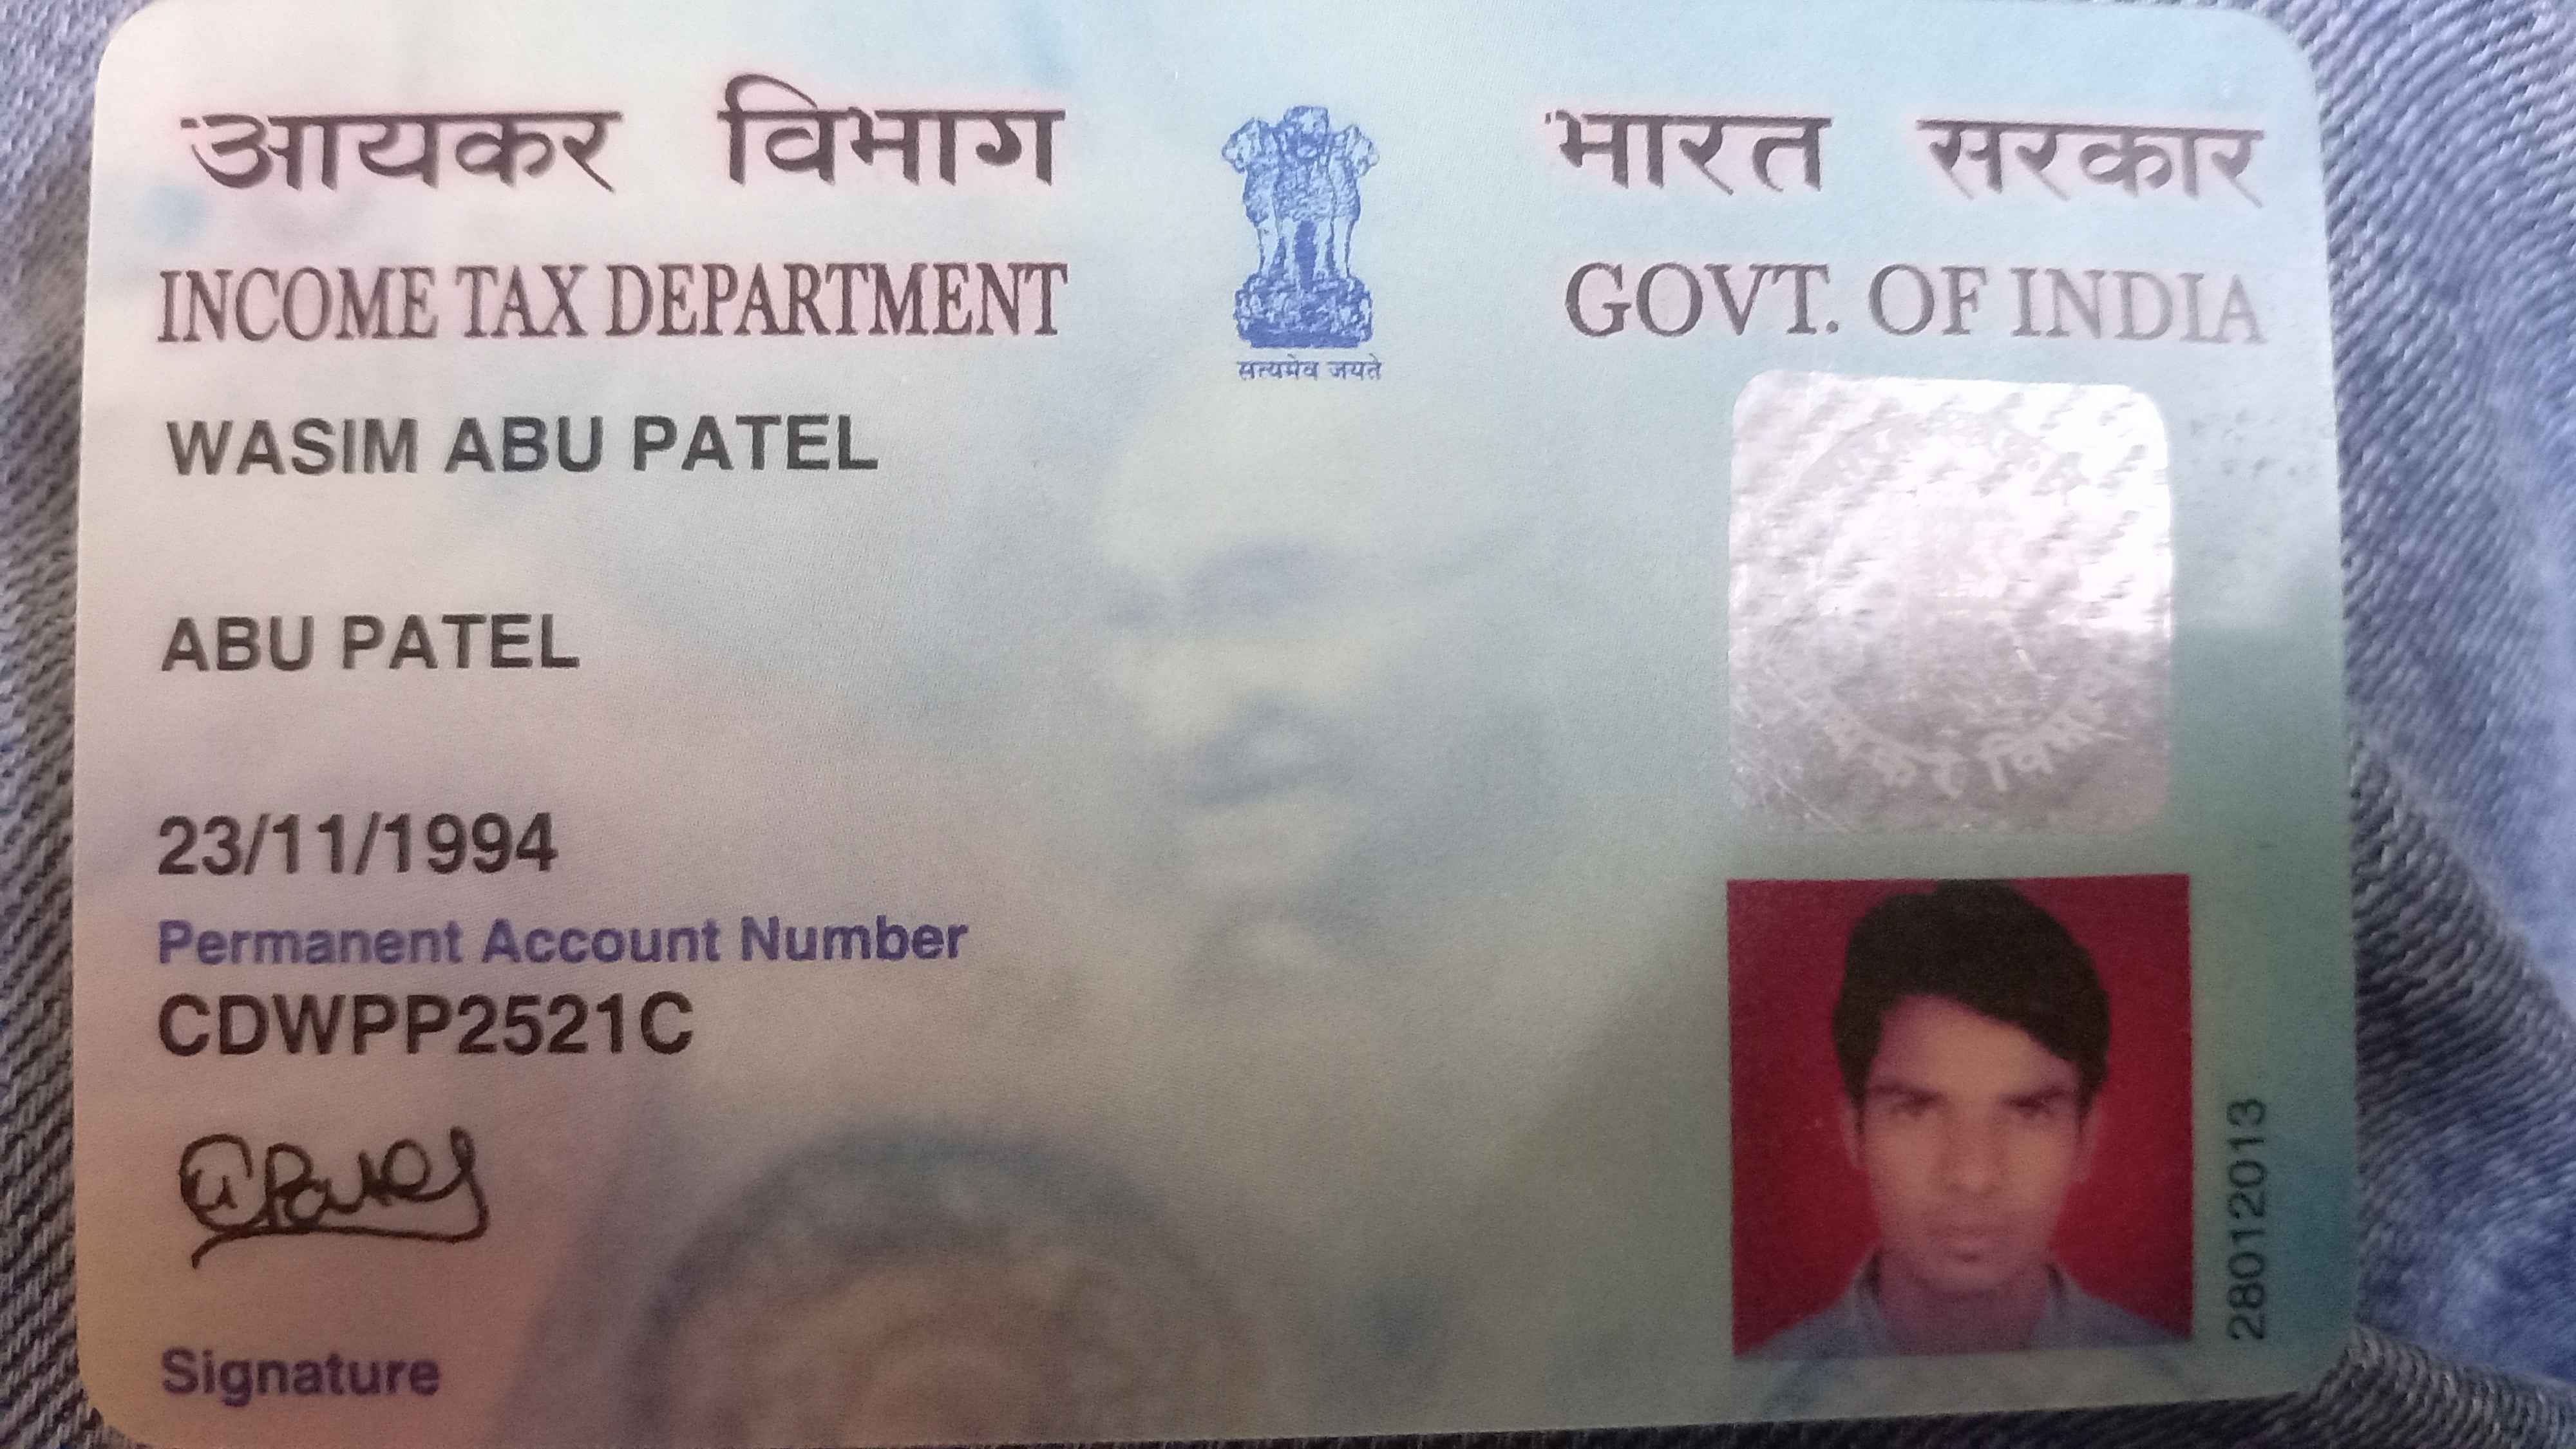 आयकर विभाग
INCOME TAX DEPARTMENT
सत्यमेव जयते
भारत सरकार
GOVT. OF INDIA
WASIM ABU PATEL
ABU PATEL
23/11/1994
Permanent Account Number
CDWPP2521C
Signature
28012013